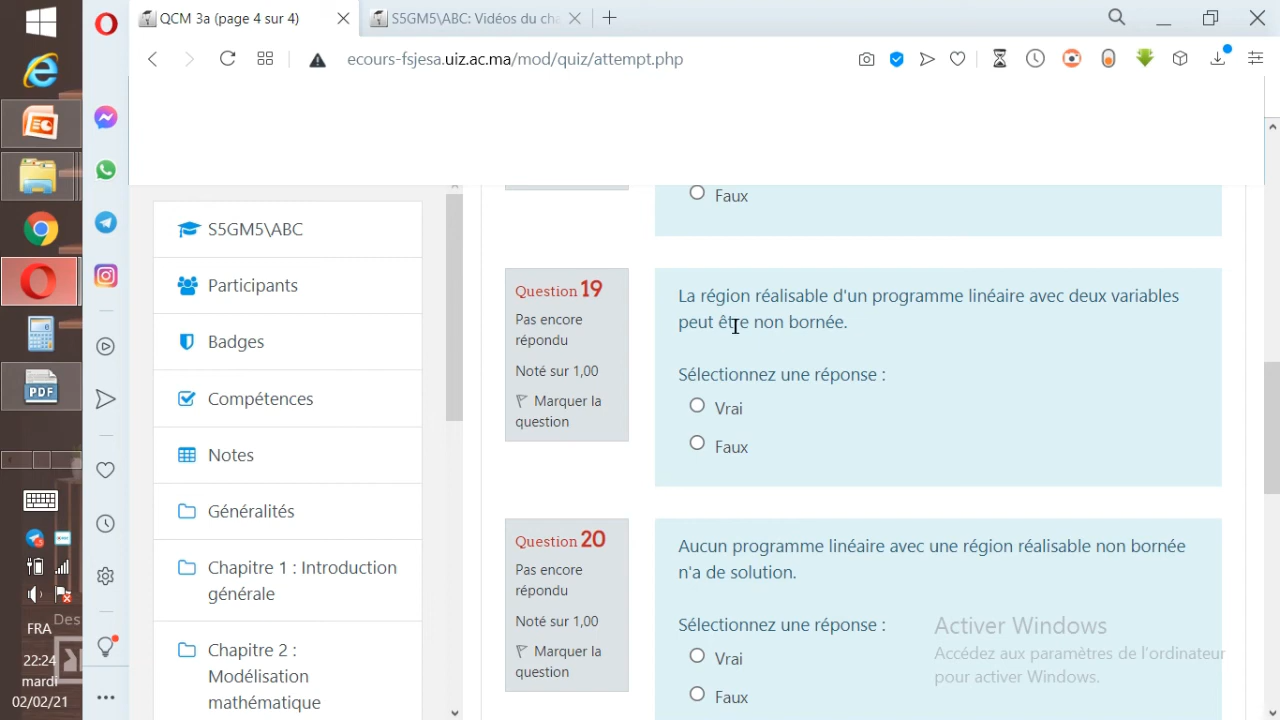 QCM 3a (page 4 sur 4)
S5GM5\ABC: Vidéos du ch
ecours-fsjesa.uiz.ac.ma/mod/quiz/attempt.php
S5GM5\ABC
Participants
Badges
Compétences
Notes
Généralités
Chapitre 1 : Introduction
générale
Chapitre 2 :
Modélisation
mathématique
Faux
Question 19
Pas encore
répondu
Noté sur 1,00
Marquer la
question
La région réalisable d'un programme linéaire avec deux variables
peut être non bornée.
Sélectionnez une réponse :
Vrai
Faux
Question 20
Pas encore
répondu
Noté sur 1,00
Marquer la
question
Aucun programme linéaire avec une région réalisable non bornée
n'a de solution.
Sélectionnez une réponse :
Vrai
Faux
Activer Windows
Accédez aux paramètres de l'ordinateur
pour activer Windows.
PDF
Des
FRA
22:24
mardi
02/02/21